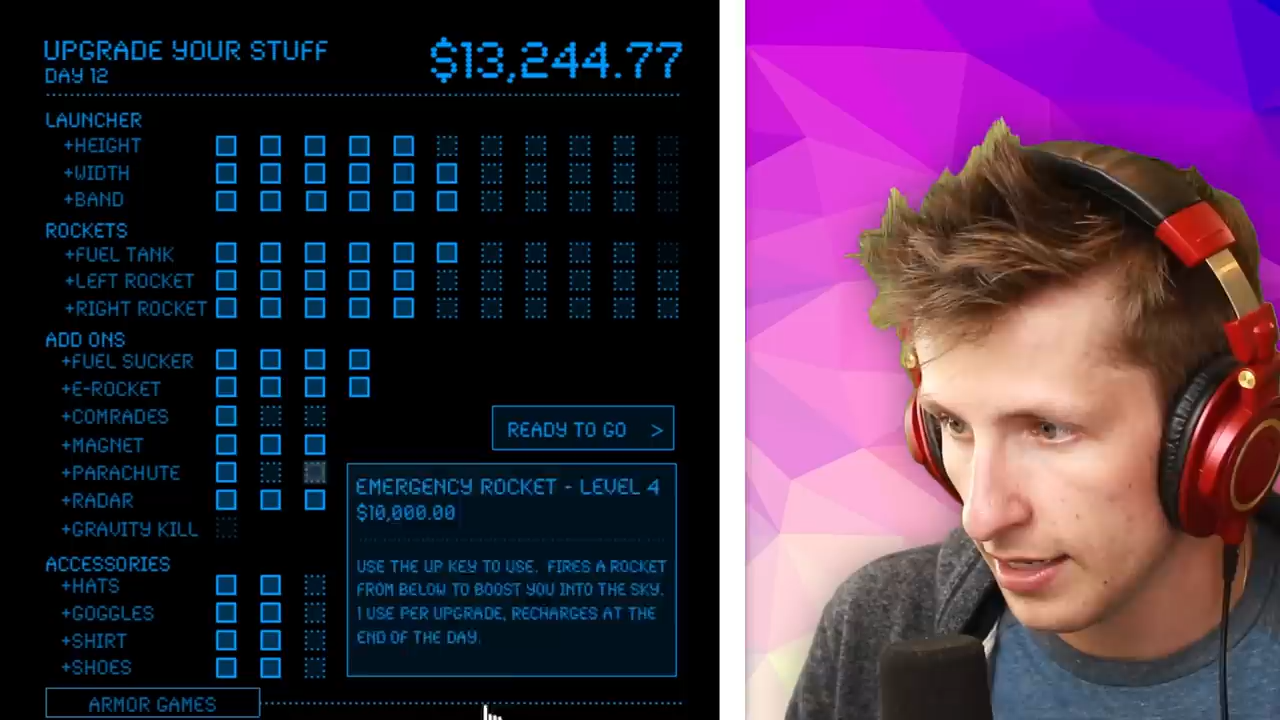 UPGRADE YOUR STUFF
DAY 12
$13,244.77
LAUNCHER
+HEIGHT
+WIDTH
+BAND
ROCKETS
+FUEL TANK
+LEFT ROCKET
+RIGHT ROCKET
ADD ONS
+FUEL SUCKER
+E-ROCKET
+COMRADES
+MAGNET
+PARACHUTE
+RADAR
+GRAVITY KILL
ACCESSORIES
+HATS
+GOGGLES
+SHIRT
+SHOES
ARMOR GAMES
READY TO GO >
EMERGENCY ROCKET - LEVEL 4
$10,000.00
USE THE UP KEY TO USE. FIRES A ROCKET
FROM BELOW TO BOOST YOU INTO THE SKY.
1 USE PER UPGRADE, RECHARGES AT THE
END OF THE DAY.